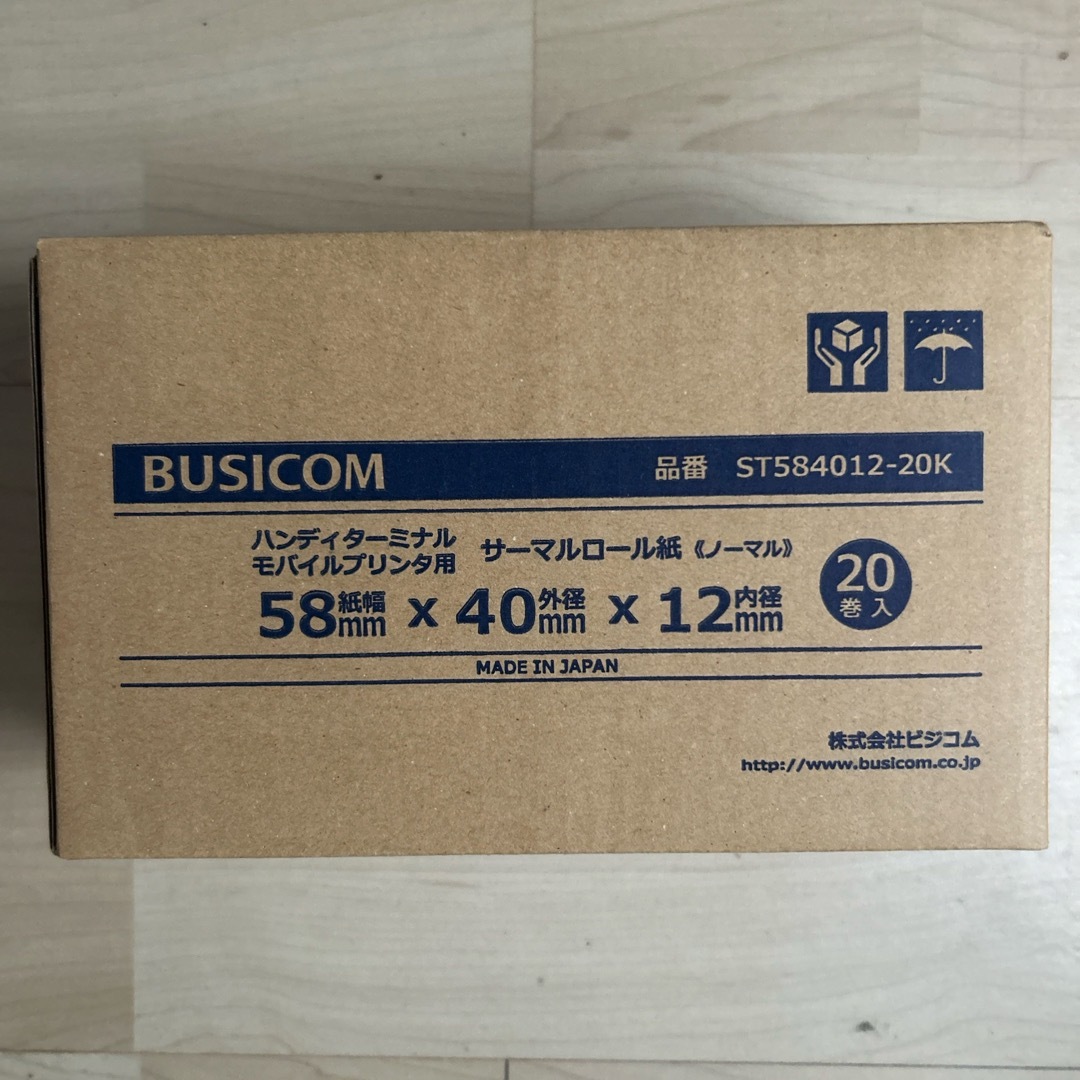 BUSICOM 品番 ST584012-20K
ハンディターミナル
モバイルプリンタ用 サーマルロール紙《ノーマル》
58紙幅mm x 40外径mm x 12内径mm
20
巻入
MADE IN JAPAN
株式会社ビジコム
http://www.busicom.co.jp